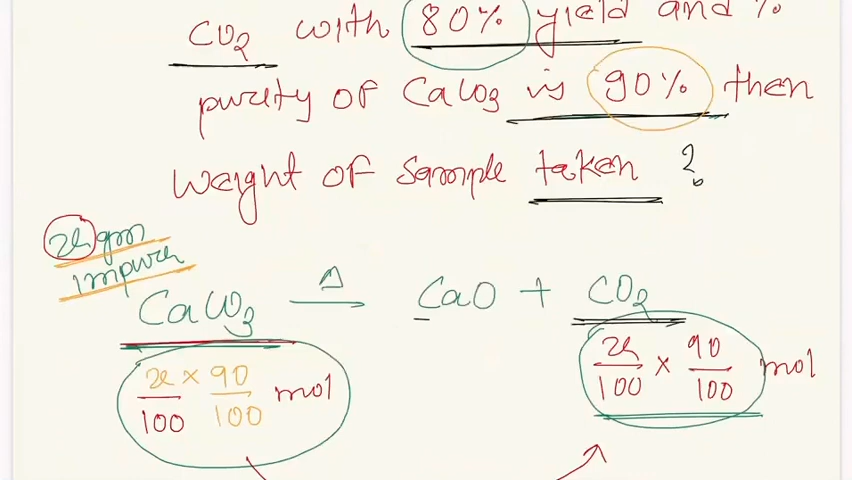 CO2 with 80% yield and %
purity of CaCO3 is 90% then
weight of sample taken ?
x gm
impure
CaCO3 Δ CaO + CO2
x/100 × 90/100 mol
x/100 × 90/100 mol